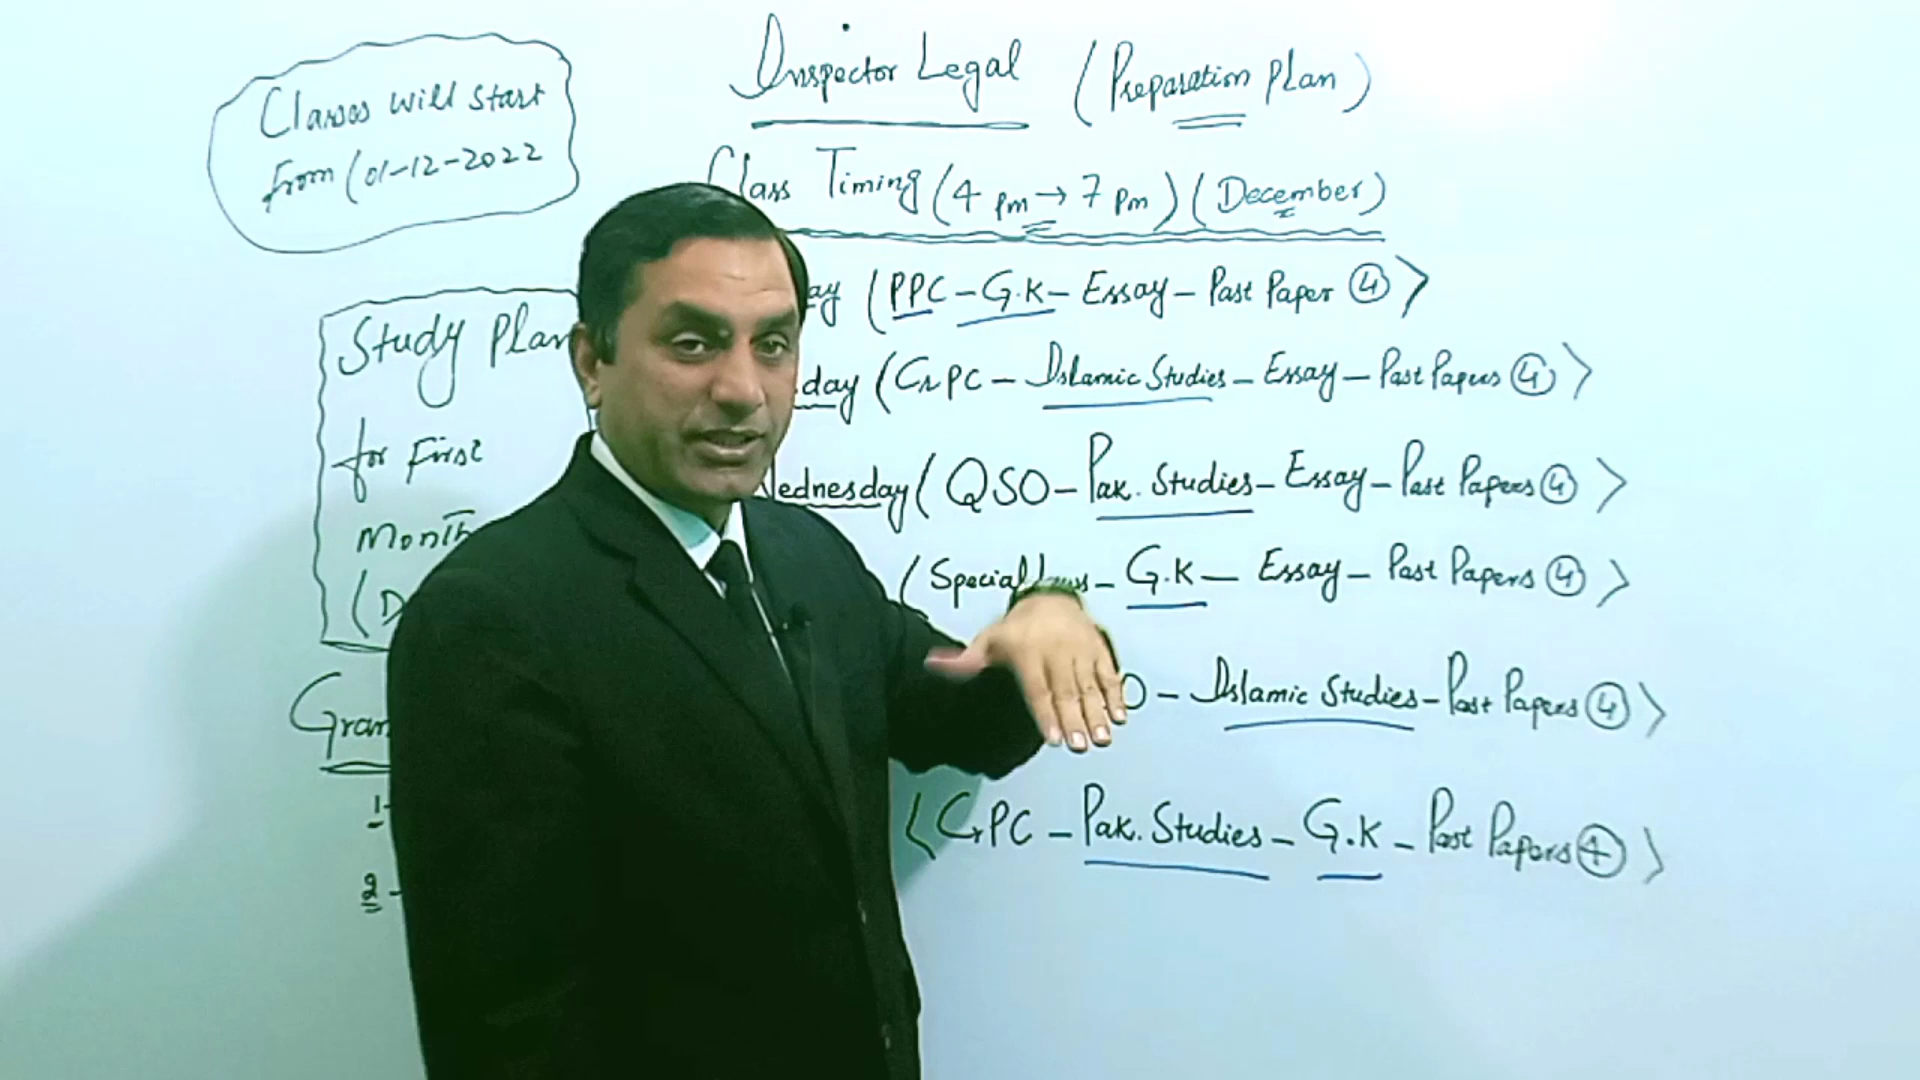 Classes will start
from (01-12-2022
Inspector Legal (Preparation Plan)
Class Timing (4 pm → 7 pm) (December)
Study Plan
for First
Month
ay (PPC - G.K - Essay - Past Paper 4 >
day (CrPC - Islamic Studies - Essay - Past Papers 4 >
Wednesday (QSO - Pak. Studies - Essay - Past Papers 4 >
(Special Laws - G.K - Essay - Past Papers 4 >
O - Islamic Studies - Past Papers 4 >
Gram
⟨ CrPC - Pak. Studies - G.K - Past Papers 4 >
1-
2-